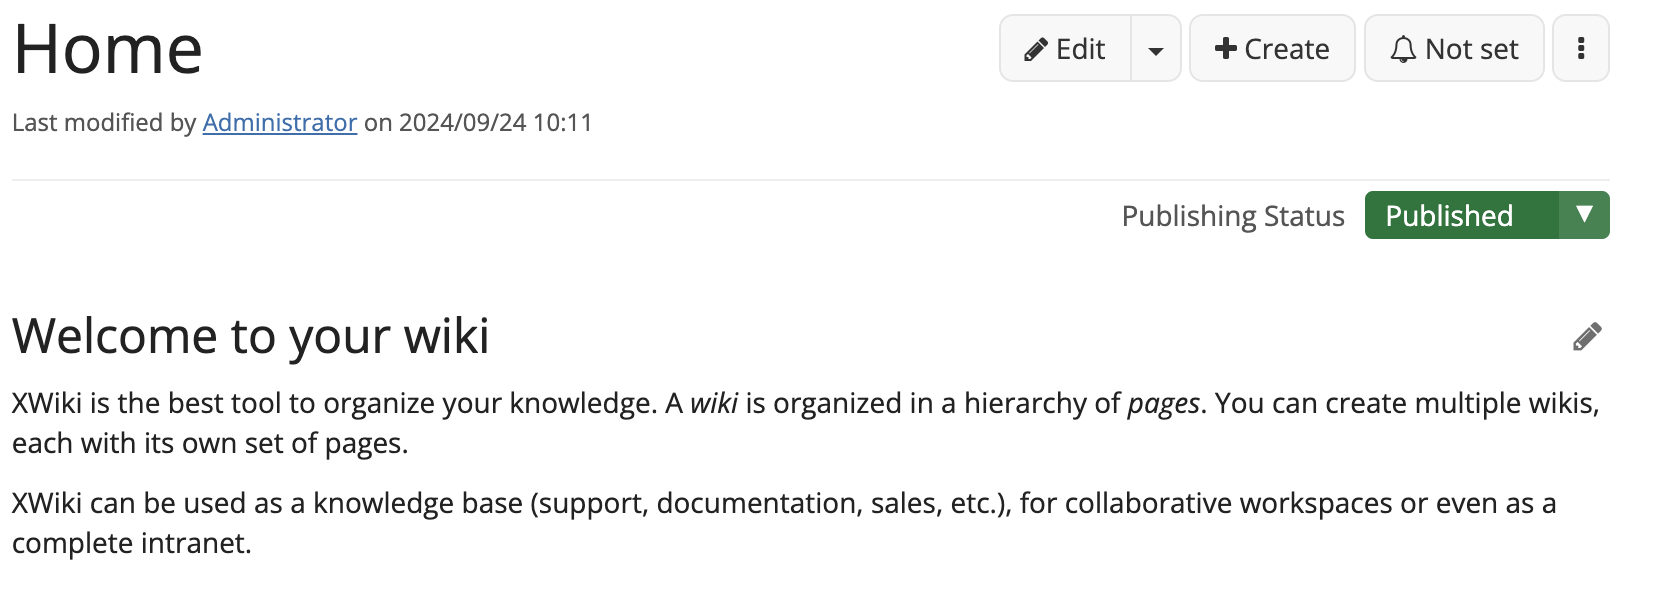 Home
Edit
Create
Not set
Last modified by Administrator on 2024/09/24 10:11
Publishing Status
Published
Welcome to your wiki
XWiki is the best tool to organize your knowledge. A wiki is organized in a hierarchy of pages. You can create multiple wikis,
each with its own set of pages.
XWiki can be used as a knowledge base (support, documentation, sales, etc.), for collaborative workspaces or even as a
complete intranet.